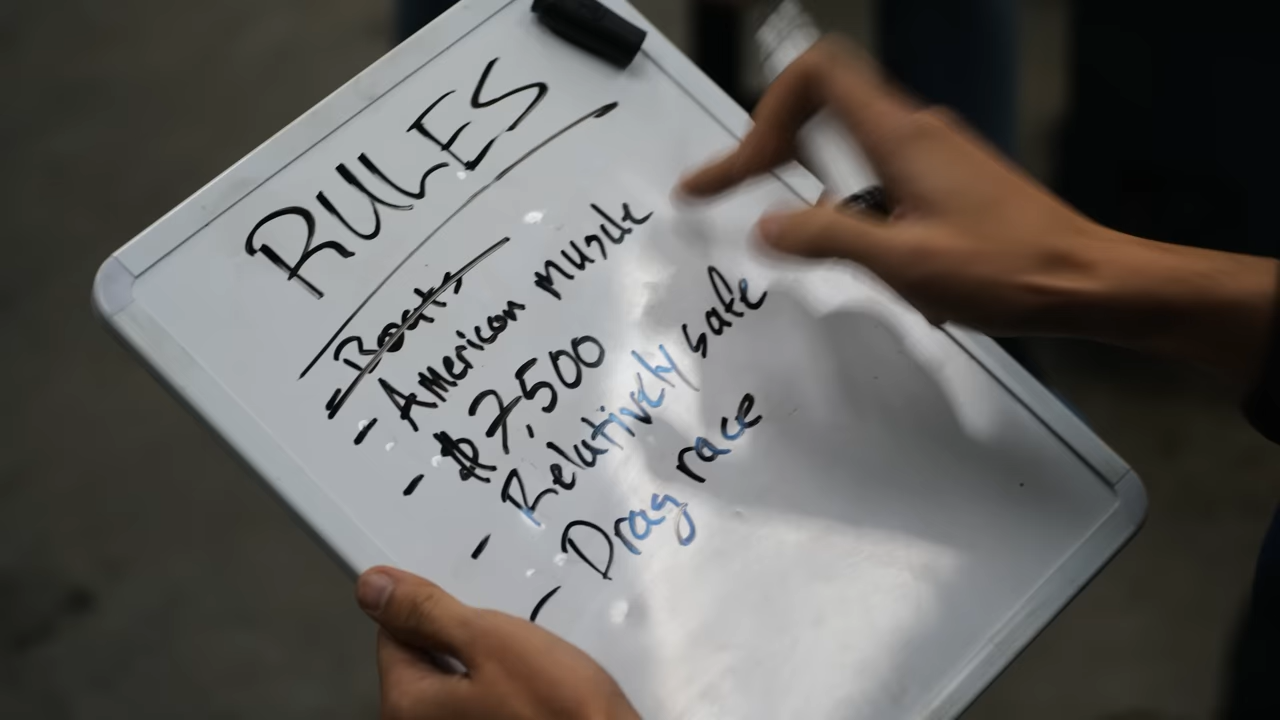 RULES
- Boats
- American muscle
- $7,500
- Relatively safe
- Drag race